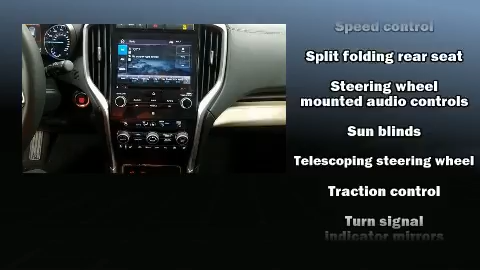 Speed control
Split folding rear seat
Steering wheel
mounted audio controls
Sun blinds
Telescoping steering wheel
Traction control
Turn signal
indicator mirrors